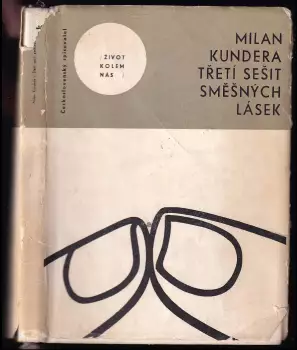 MILAN
KUNDERA
TŘETÍ SEŠIT
SMĚŠNÝCH
LÁSEK
ŽIVOT
KOLEM
NÁS
Československý spisovatel